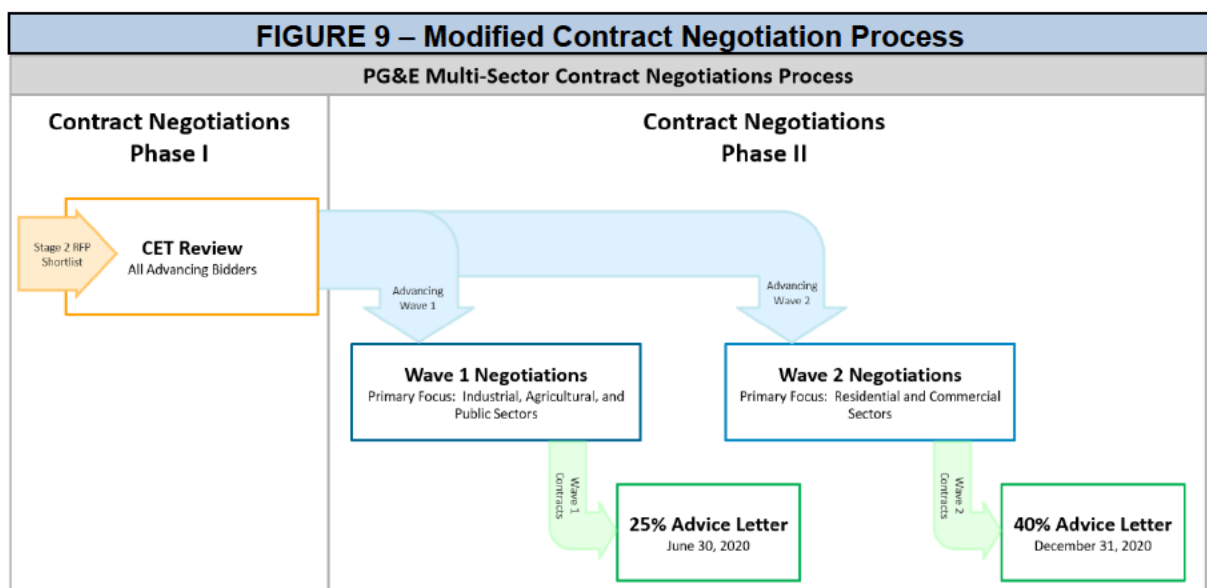 FIGURE 9 – Modified Contract Negotiation Process
PG&E Multi-Sector Contract Negotiations Process
Contract Negotiations
Phase I
Contract Negotiations
Phase II
Stage 2 RFP
Shortlist
CET Review
All Advancing Bidders
Advancing
Wave 1
Advancing
Wave 2
Wave 1 Negotiations
Primary Focus: Industrial, Agricultural, and
Public Sectors
Wave 2 Negotiations
Primary Focus: Residential and Commercial
Sectors
Wave 1
Contracts
25% Advice Letter
June 30, 2020
Wave 2
Contracts
40% Advice Letter
December 31, 2020